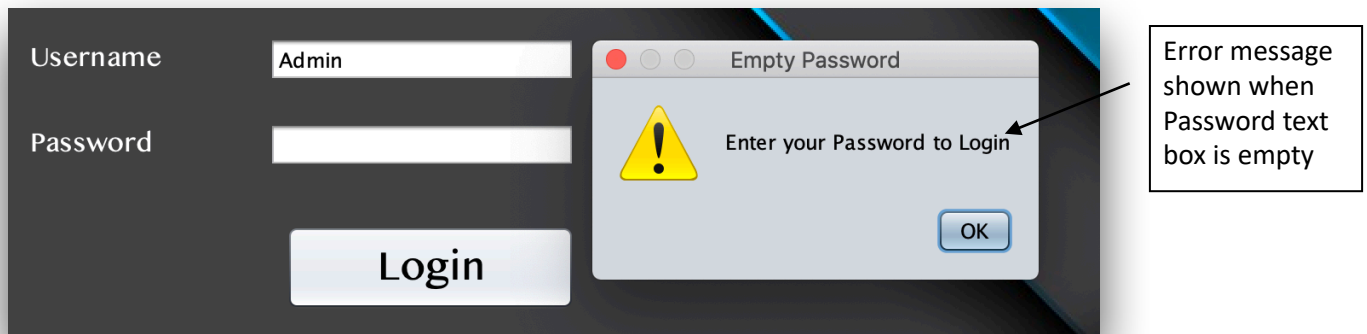 Username
Admin
Password
Login
Empty Password
Enter your Password to Login
OK
Error message
shown when
Password text
box is empty